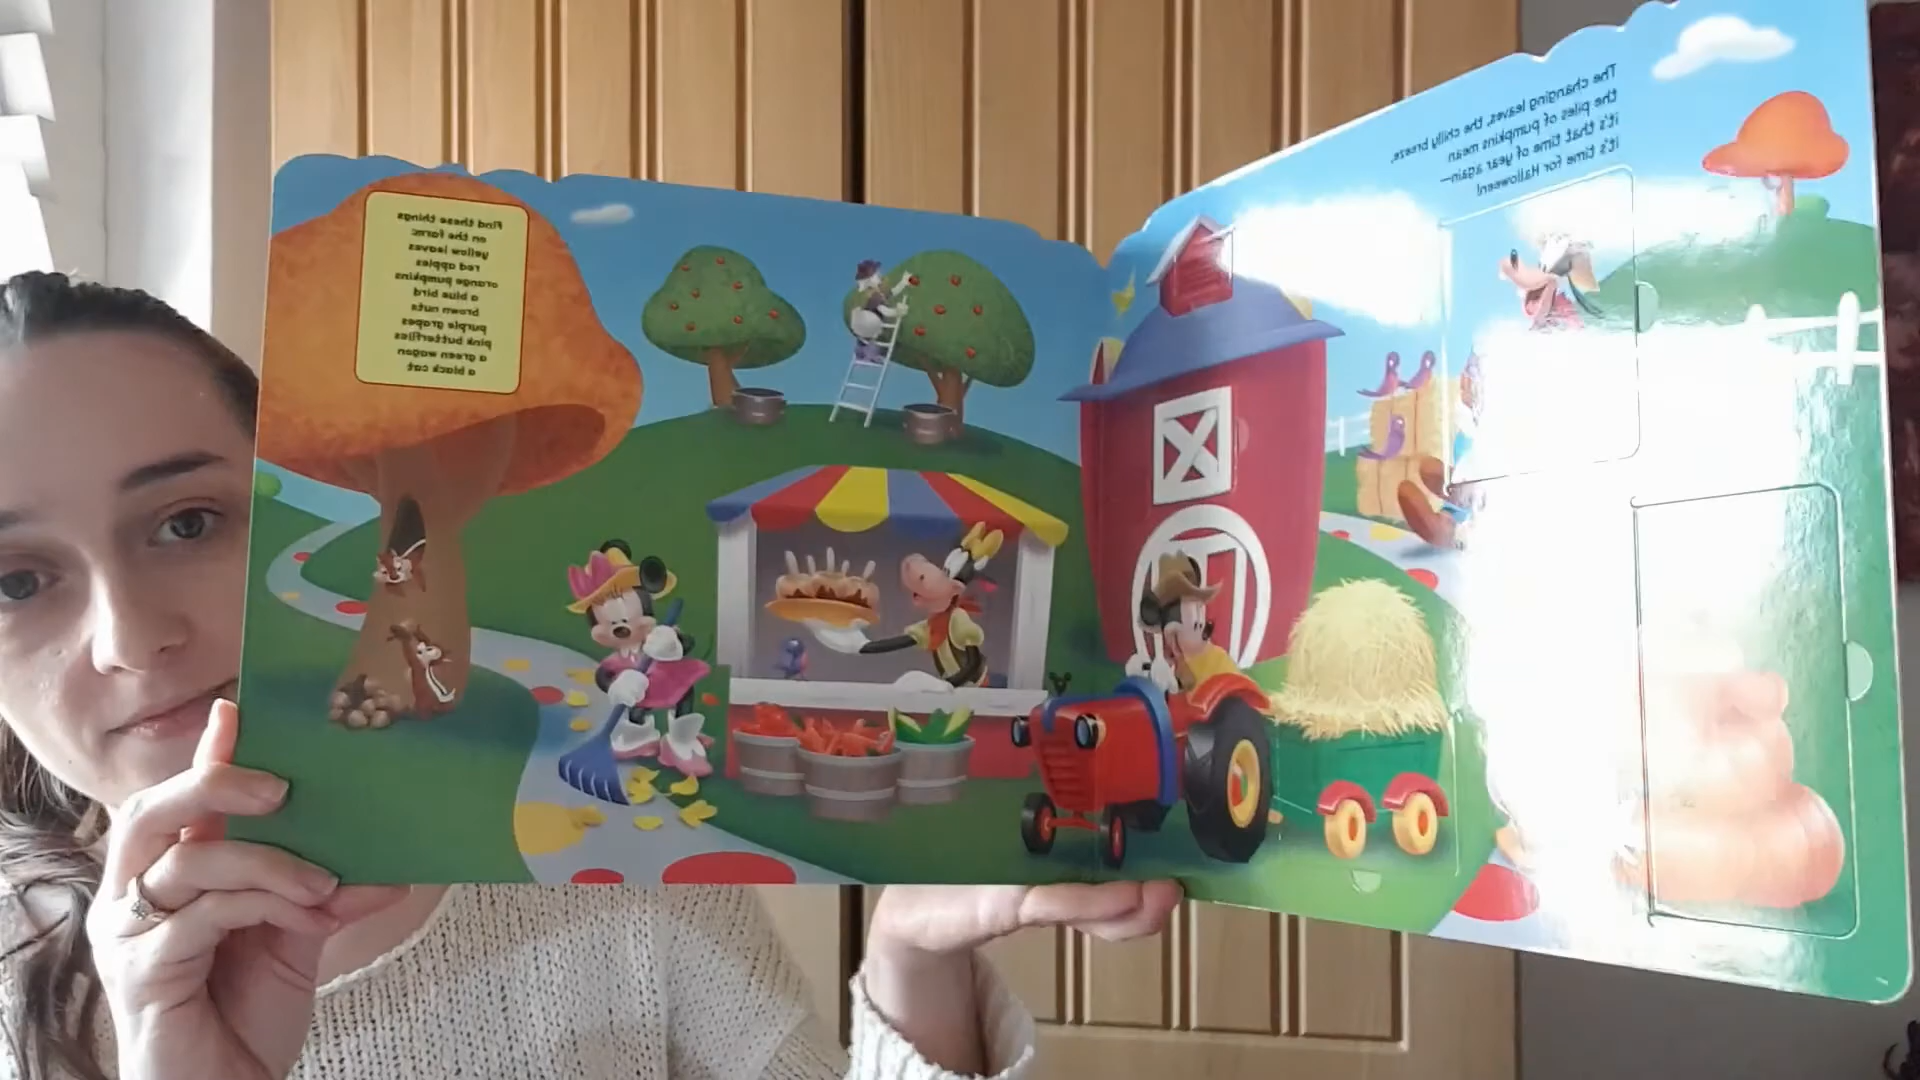 Find these things
on the farm:
yellow leaves
red apples
orange pumpkins
a blue bird
brown nuts
purple grapes
pink butterflies
a green wagon
a black cat
The changing leaves, the chilly breeze,
the piles of pumpkins mean
it's that time of year again—
it's time for Halloween!